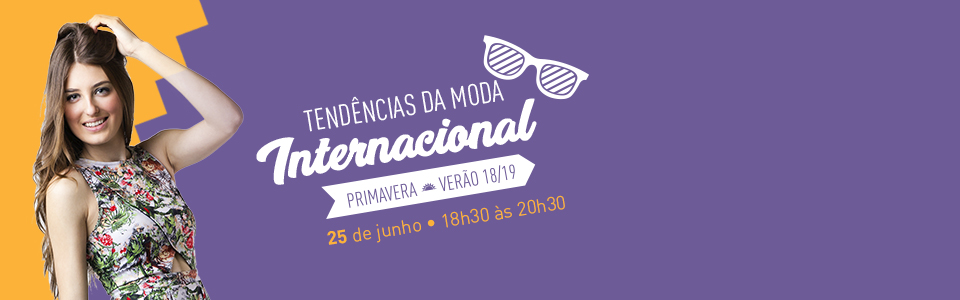 TENDÊNCIAS DA MODA
Internacional
PRIMAVERA VERÃO 18/19
25 de junho • 18h30 às 20h30